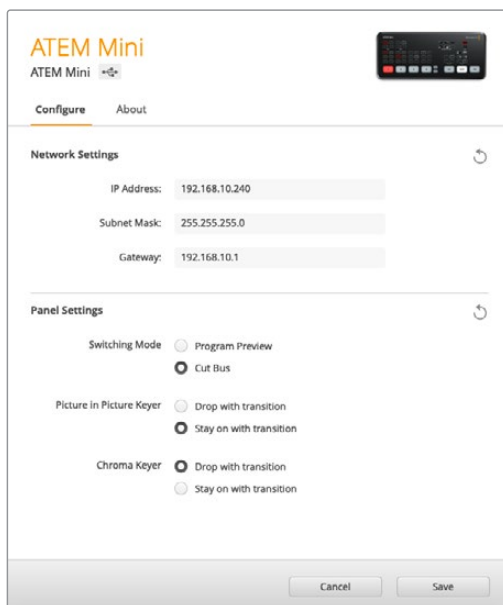 ATEM Mini
ATEM Mini
Configure About
Network Settings
IP Address: 192.168.10.240
Subnet Mask: 255.255.255.0
Gateway: 192.168.10.1
Panel Settings
Switching Mode Program Preview
Cut Bus
Picture in Picture Keyer Drop with transition
Stay on with transition
Chroma Keyer Drop with transition
Stay on with transition
Cancel Save